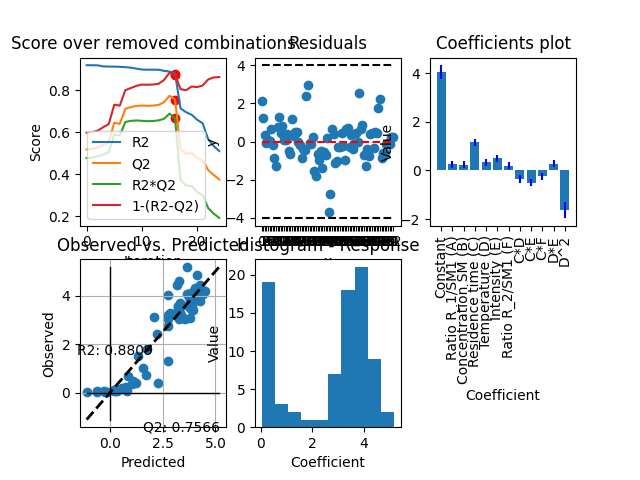 Score over removed combinations
Score
0.8
0.6
0.4
0.2
R2
Q2
R2*Q2
1-(R2-Q2)
0
10
20
Iteration
Residuals
y
4
2
0
−2
−4
Coefficients plot
Value
4
2
0
−2
Constant
Ratio R_1/SM1 (A)
Concentration_SM (B)
Residence time (C)
Temperature (D)
Intensity (E)
Ratio R_2/SM1 (F)
C*D
C*E
C*F
D*E
D^2
Coefficient
Observed vs. Predicted
Observed
4
2
0
R2: 0.8800
Q2: 0.7566
0.0
2.5
5.0
Predicted
Histogram - Response
Value
20
15
10
5
0
0
2
4
Coefficient